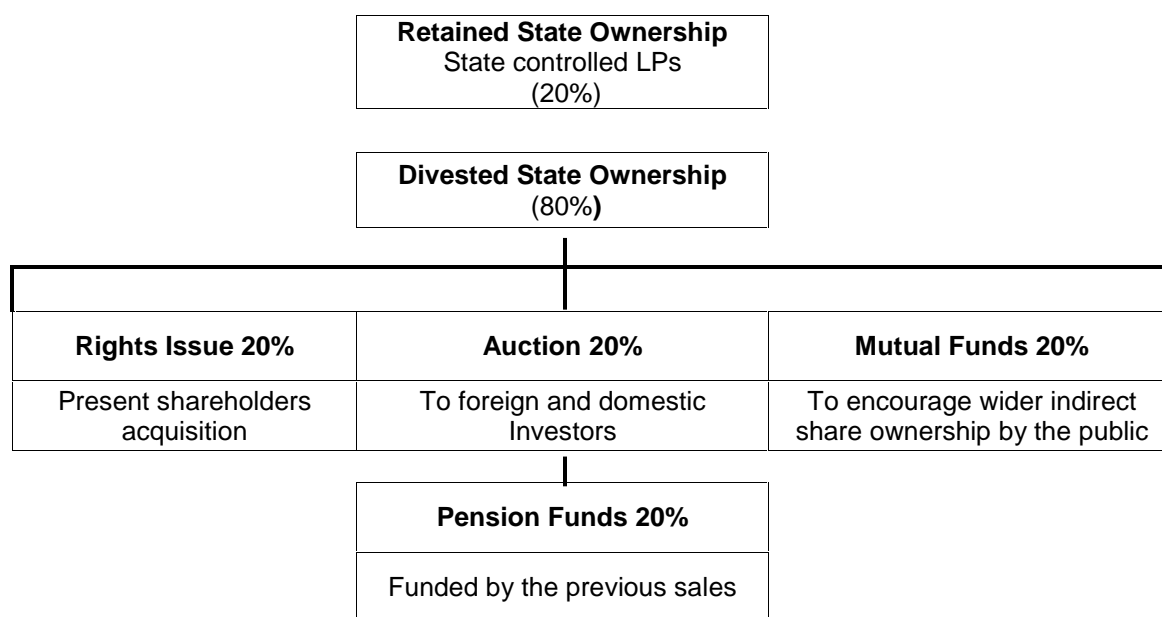 Retained State Ownership
State controlled LPs
(20%)
Divested State Ownership
(80%)
Rights Issue 20%
Auction 20%
Mutual Funds 20%
Present shareholders
acquisition
To foreign and domestic
Investors
To encourage wider indirect
share ownership by the public
Pension Funds 20%
Funded by the previous sales